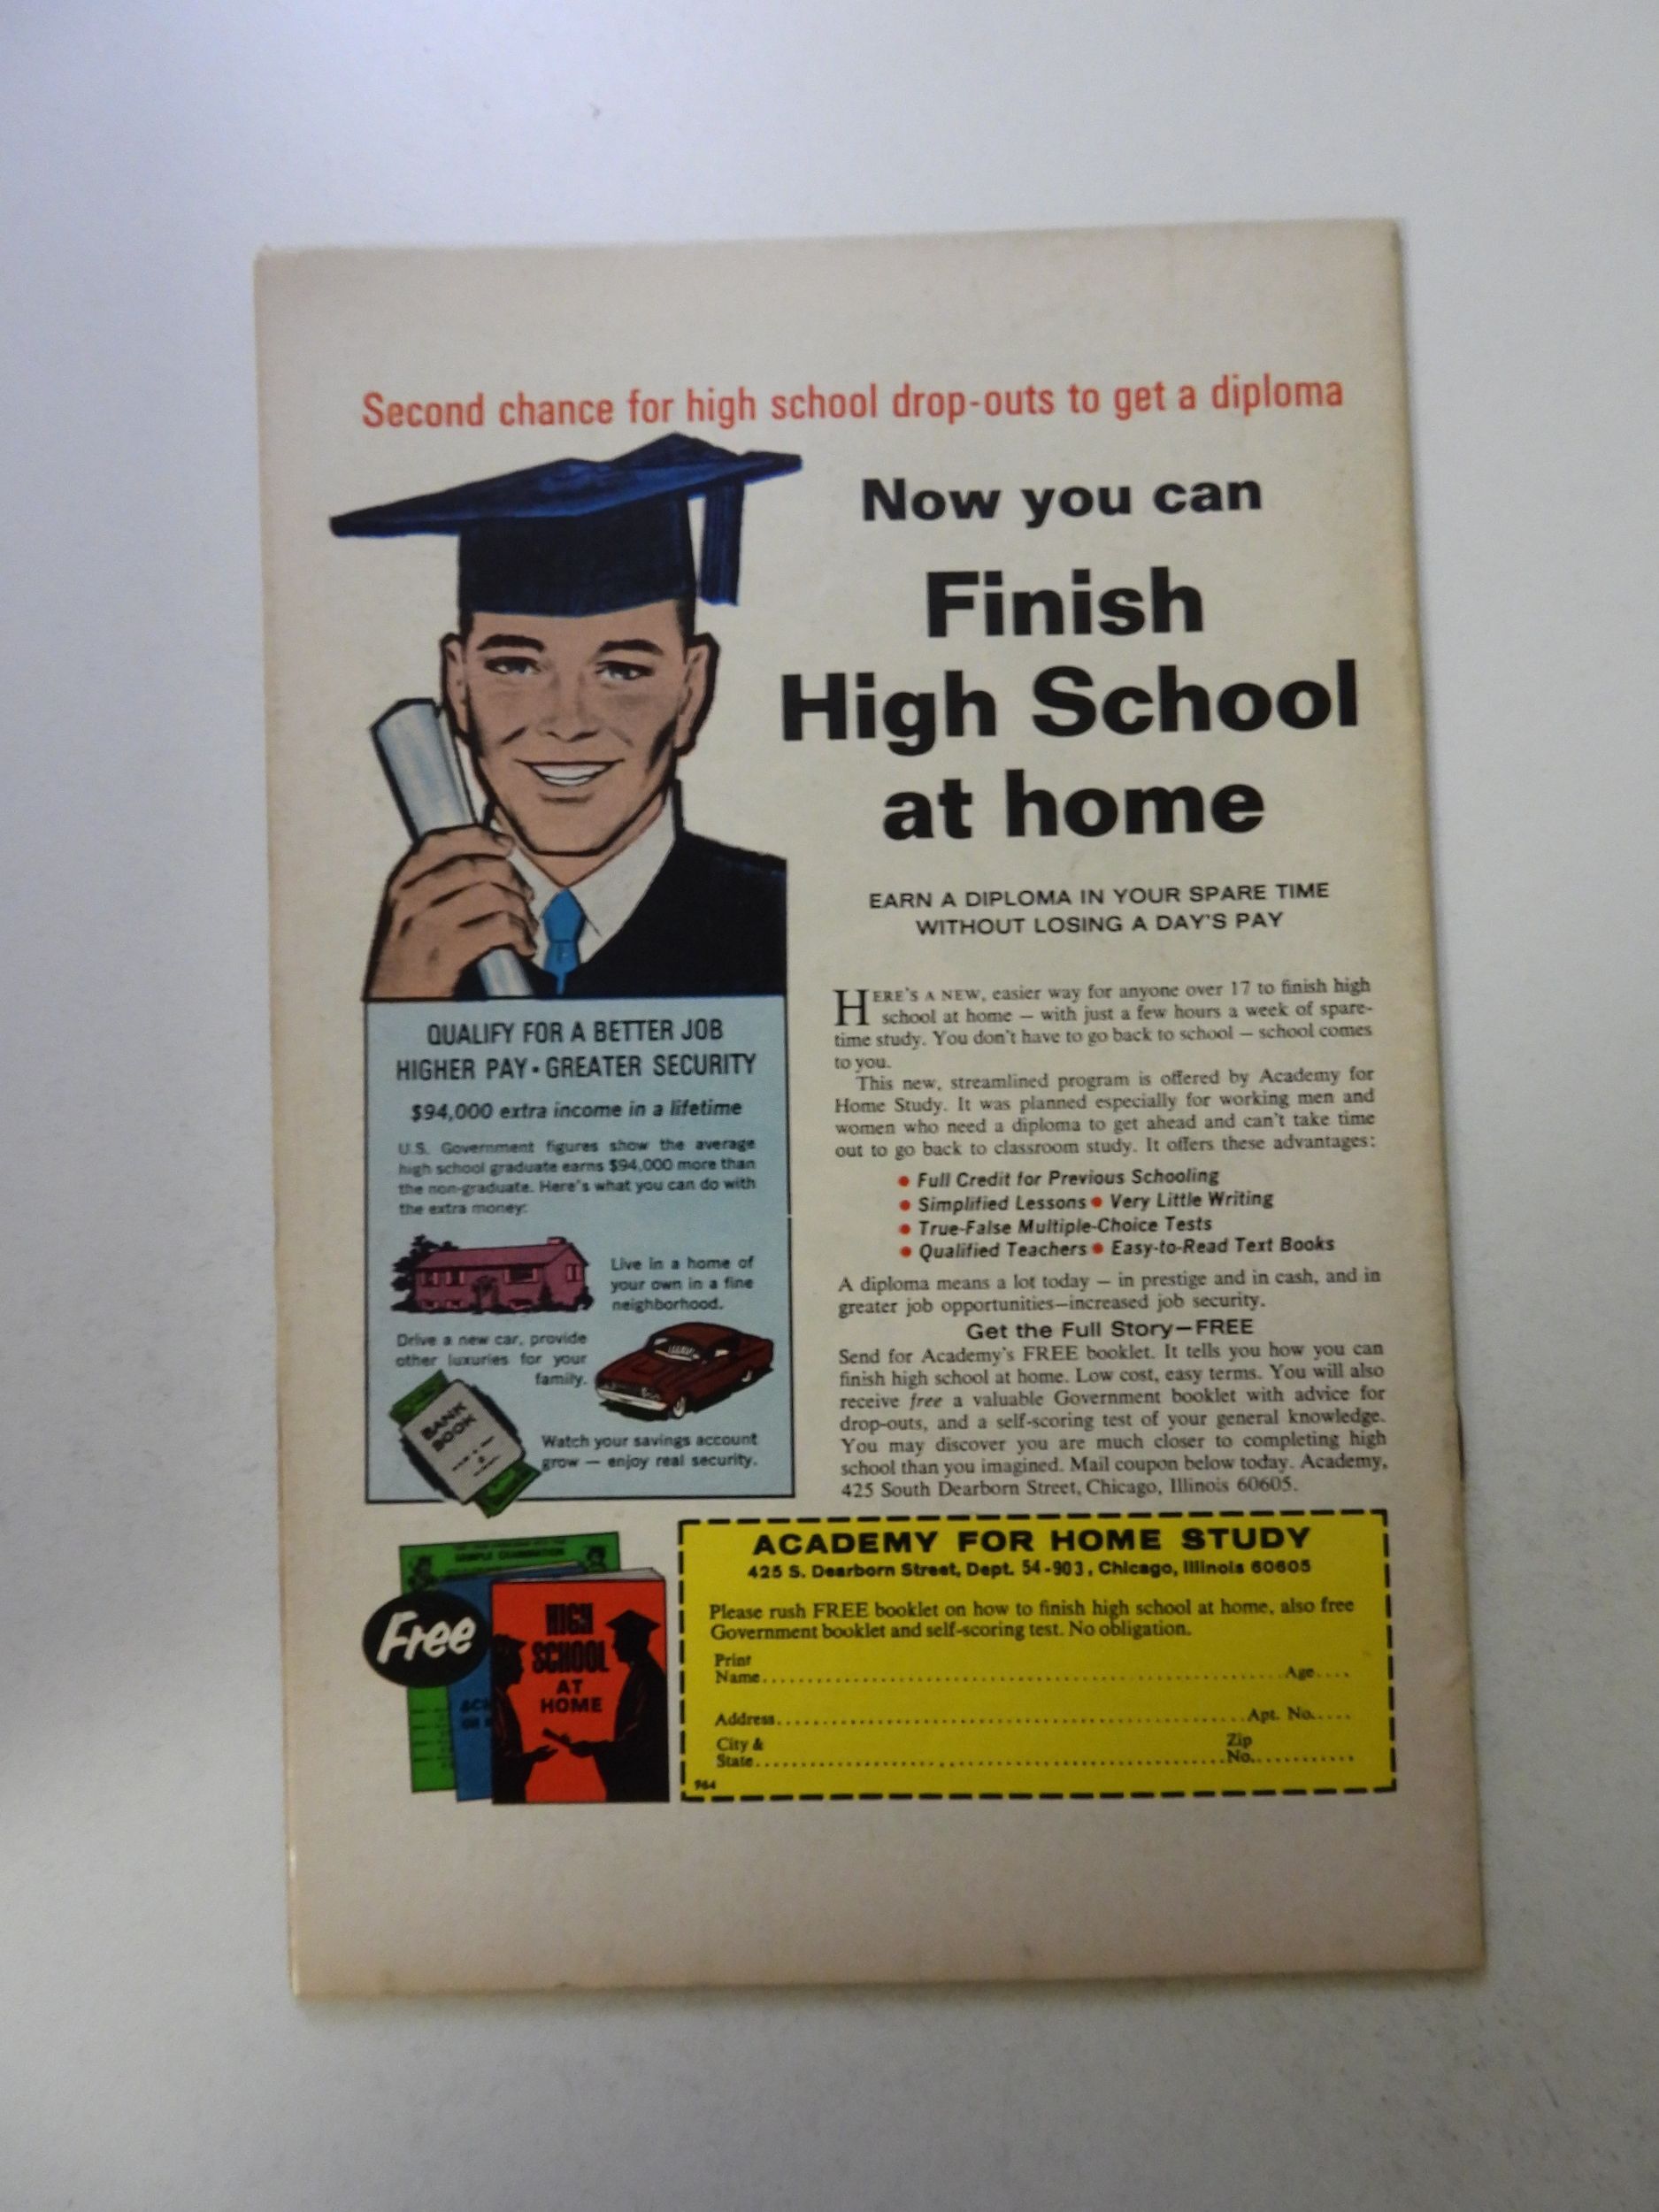 Second chance for high school drop-outs to get a diploma
Now you can
Finish
High School
at home
EARN A DIPLOMA IN YOUR SPARE TIME
WITHOUT LOSING A DAY'S PAY
QUALIFY FOR A BETTER JOB
HIGHER PAY • GREATER SECURITY
$94,000 extra income in a lifetime
U.S. Government figures show the average
high school graduate earns $94,000 more than
the non-graduate. Here's what you can do with
the extra money:
Live in a home of
your own in a fine
neighborhood.
Drive a new car, provide
other luxuries for your
family.
BANK
BOOK
Watch your savings account
grow — enjoy real security.
HERE'S A NEW, easier way for anyone over 17 to finish high
school at home — with just a few hours a week of spare-
time study. You don't have to go back to school — school comes
to you.
This new, streamlined program is offered by Academy for
Home Study. It was planned especially for working men and
women who need a diploma to get ahead and can't take time
out to go back to classroom study. It offers these advantages:
• Full Credit for Previous Schooling
• Simplified Lessons • Very Little Writing
• True-False Multiple-Choice Tests
• Qualified Teachers • Easy-to-Read Text Books
A diploma means a lot today — in prestige and in cash, and in
greater job opportunities—increased job security.
Get the Full Story—FREE
Send for Academy's FREE booklet. It tells you how you can
finish high school at home. Low cost, easy terms. You will also
receive free a valuable Government booklet with advice for
drop-outs, and a self-scoring test of your general knowledge.
You may discover you are much closer to completing high
school than you imagined. Mail coupon below today. Academy,
425 South Dearborn Street, Chicago, Illinois 60605.
SAMPLE EXAMINATION
Free
HIGH
SCHOOL
AT
HOME
ACADEMY FOR HOME STUDY
425 S. Dearborn Street, Dept. 54-903, Chicago, Illinois 60605
Please rush FREE booklet on how to finish high school at home, also free
Government booklet and self-scoring test. No obligation.
Print
Name.....Age....
Address.....Apt. No.....
City & Zip
State.....No.....
964